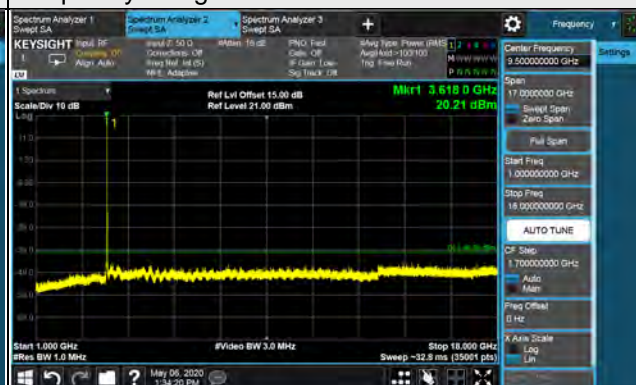 Spectrum Analyzer 1
Swept SA
Spectrum Analyzer 2
Swept SA
Spectrum Analyzer 3
Swept SA
+
Frequency
KEYSIGHT
Input: RF
Align: Auto
Input Z: 50 Ω
Corrections: Off
Freq Ref: Int (S)
NFE: Adaptive
#Atten: 16 dB
PNO: Fast
Gate: Off
IF Gain: Low
Sig Track: Off
#Avg Type: Power (RMS)
Avg|Hold: >100/100
Trig: Free Run
Center Frequency
9.500000000 GHz
Settings
Span
17.0000000 GHz
Swept Span
Zero Span
Full Span
Start Freq
1.000000000 GHz
Stop Freq
18.000000000 GHz
AUTO TUNE
CF Step
1.700000000 GHz
Auto
Man
Freq Offset
0 Hz
X Axis Scale
Log
Lin
1 Spectrum
Scale/Div 10 dB
Log
Ref Lvl Offset 15.00 dB
Ref Level 21.00 dBm
Mkr1 3.618 0 GHz
20.21 dBm
1
11.0
Start 1.000 GHz
#Res BW 1.0 MHz
#Video BW 3.0 MHz
Stop 18.000 GHz
Sweep ~32.8 ms (35001 pts)
May 06, 2020
1:34:20 PM